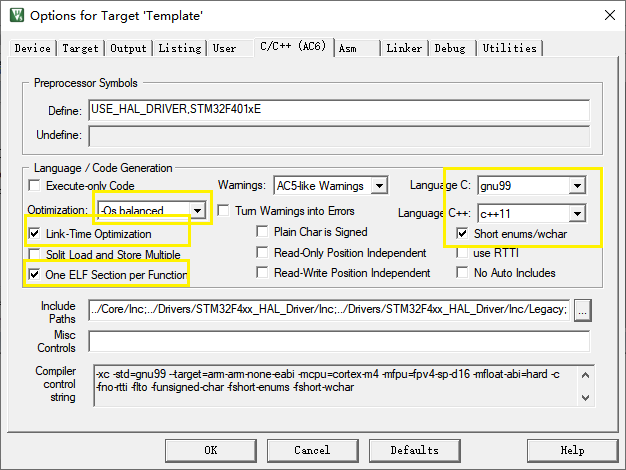 Options for Target 'Template'
Device Target Output Listing User C/C++ (AC6) Asm Linker Debug Utilities
Preprocessor Symbols
Define: USE_HAL_DRIVER,STM32F401xE
Undefine:
Language / Code Generation
Execute-only Code Warnings: AC5-like Warnings Language C: gnu99
Optimization: -Os balanced Turn Warnings into Errors Language C++: c++11
Link-Time Optimization Plain Char is Signed Short enums/wchar
Split Load and Store Multiple Read-Only Position Independent use RTTI
One ELF Section per Function Read-Write Position Independent No Auto Includes
Include Paths ../Core/Inc;../Drivers/STM32F4xx_HAL_Driver/Inc;../Drivers/STM32F4xx_HAL_Driver/Inc/Legacy; ...
Misc Controls
Compiler control string -xc -std=gnu99 --target=arm-arm-none-eabi -mcpu=cortex-m4 -mfpu=fpv4-sp-d16 -mfloat-abi=hard -c
-fno-rtti -flto -funsigned-char -fshort-enums -fshort-wchar
OK Cancel Defaults Help